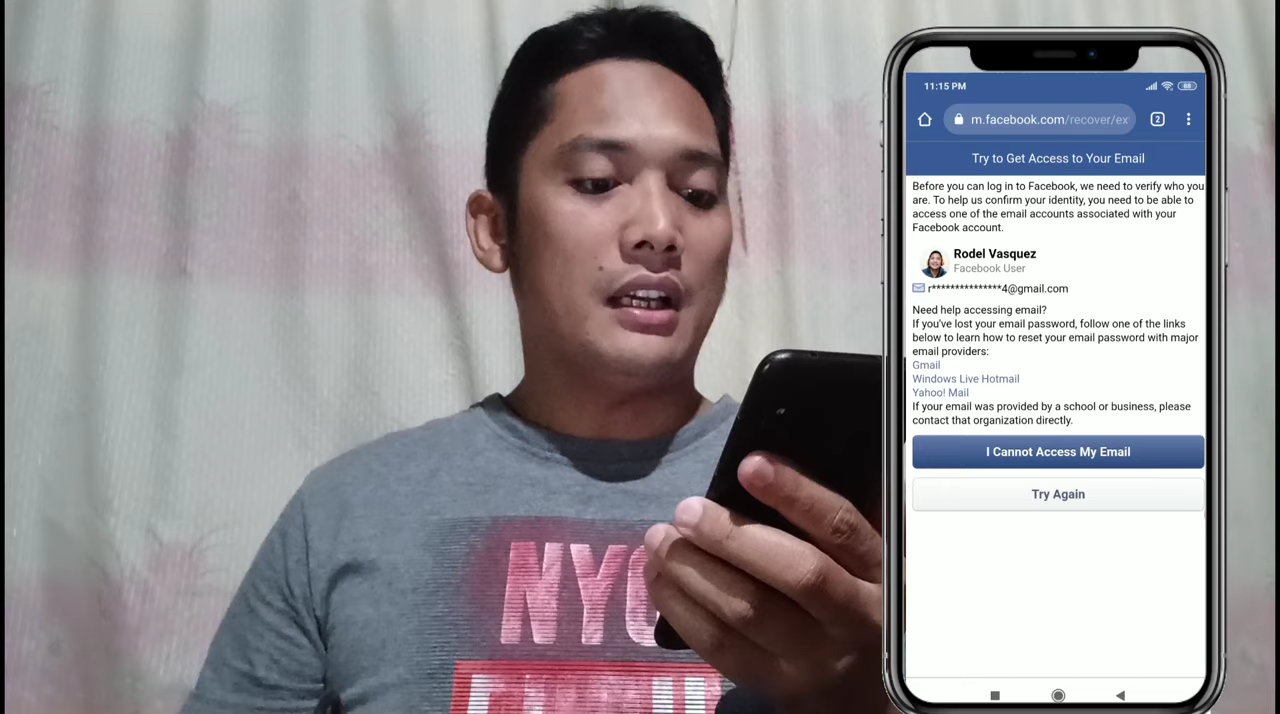 11:15 PM
88
m.facebook.com/recover/ex
2
Try to Get Access to Your Email
Before you can log in to Facebook, we need to verify who you
are. To help us confirm your identity, you need to be able to
access one of the email accounts associated with your
Facebook account.
Rodel Vasquez
Facebook User
r***************4@gmail.com
Need help accessing email?
If you've lost your email password, follow one of the links
below to learn how to reset your email password with major
email providers:
Gmail
Windows Live Hotmail
Yahoo! Mail
If your email was provided by a school or business, please
contact that organization directly.
I Cannot Access My Email
Try Again
NYC